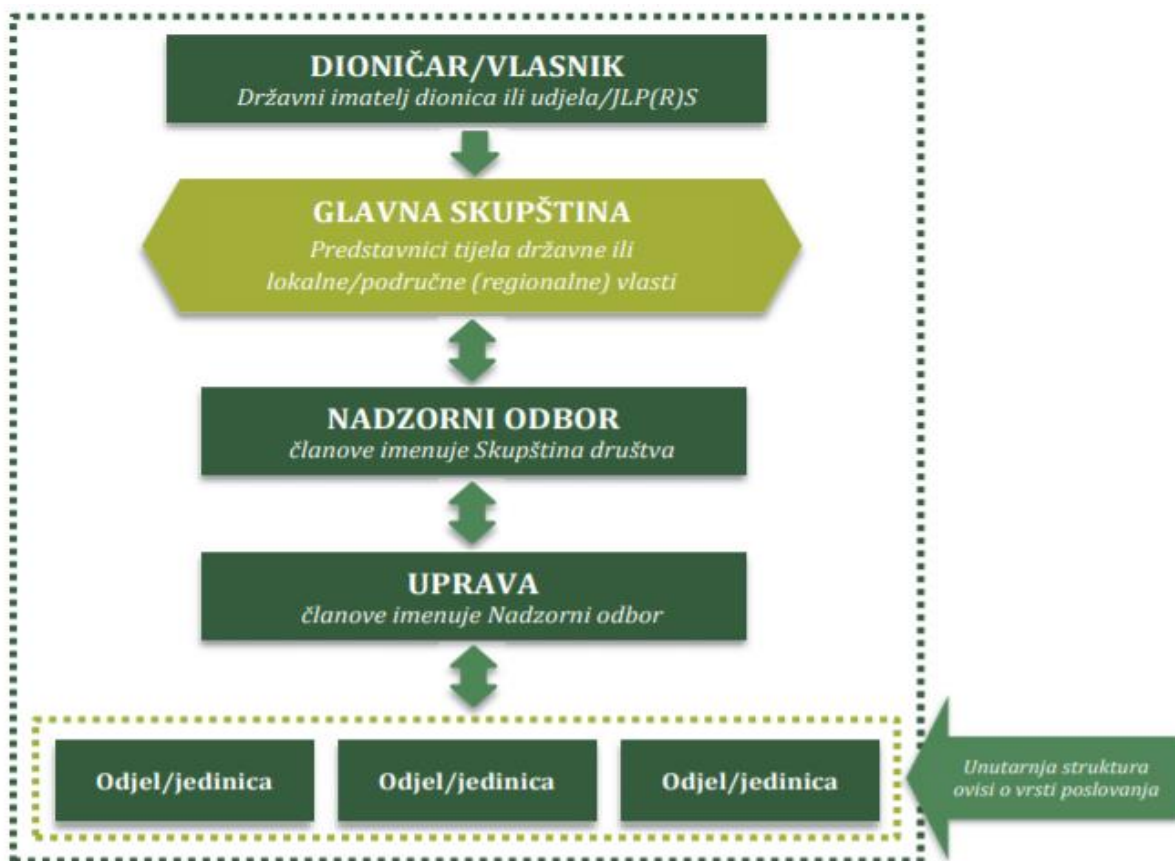 DIONIČAR/VLASNIK
Državni imatelj dionica ili udjela/JLP(R)S
GLAVNA SKUPŠTINA
Predstavnici tijela državne ili
lokalne/područne (regionalne) vlasti
NADZORNI ODBOR
članove imenuje Skupština društva
UPRAVA
članove imenuje Nadzorni odbor
Odjel/jedinica
Odjel/jedinica
Odjel/jedinica
Unutarnja struktura
ovisi o vrsti poslovanja